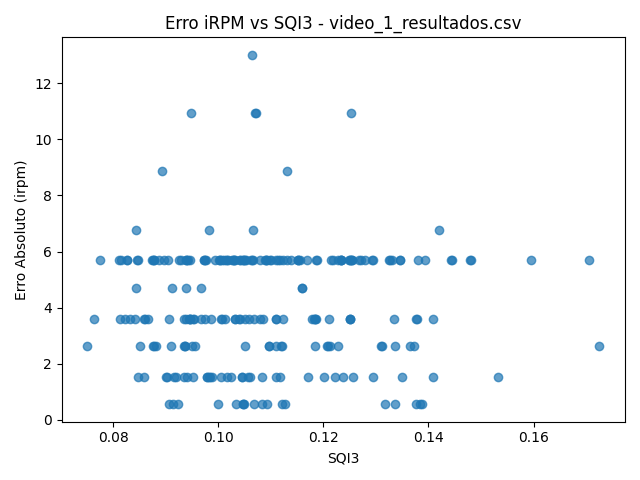 Erro iRPM vs SQI3 - video_1_resultados.csv
Erro Absoluto (irpm)
12
10
8
6
4
2
0
0.08 0.10 0.12 0.14 0.16
SQI3